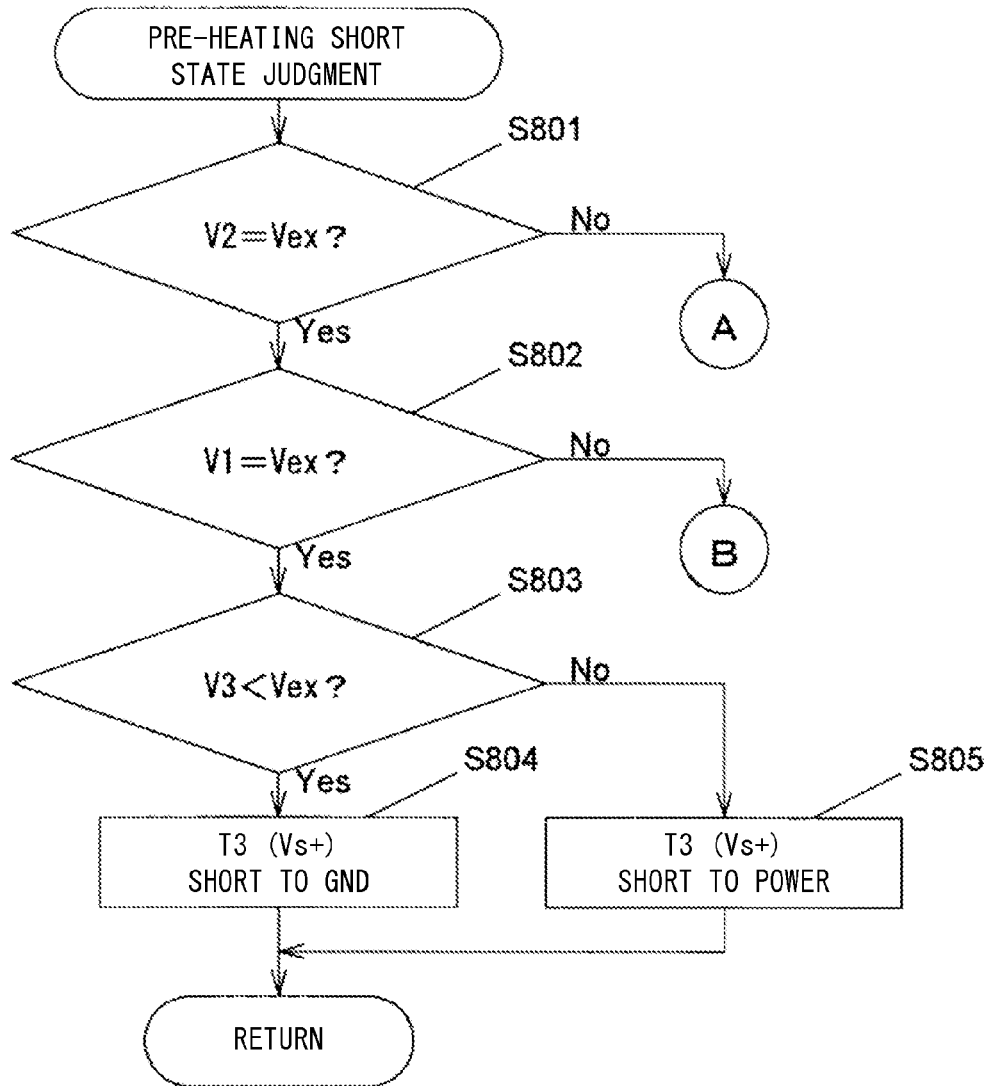 PRE-HEATING SHORT
STATE JUDGMENT
S801
V2=Vex?
No
A
Yes
S802
V1=Vex?
No
B
Yes
S803
V3<Vex?
No
Yes
S804
S805
T3 (Vs+)
SHORT TO GND
T3 (Vs+)
SHORT TO POWER
RETURN